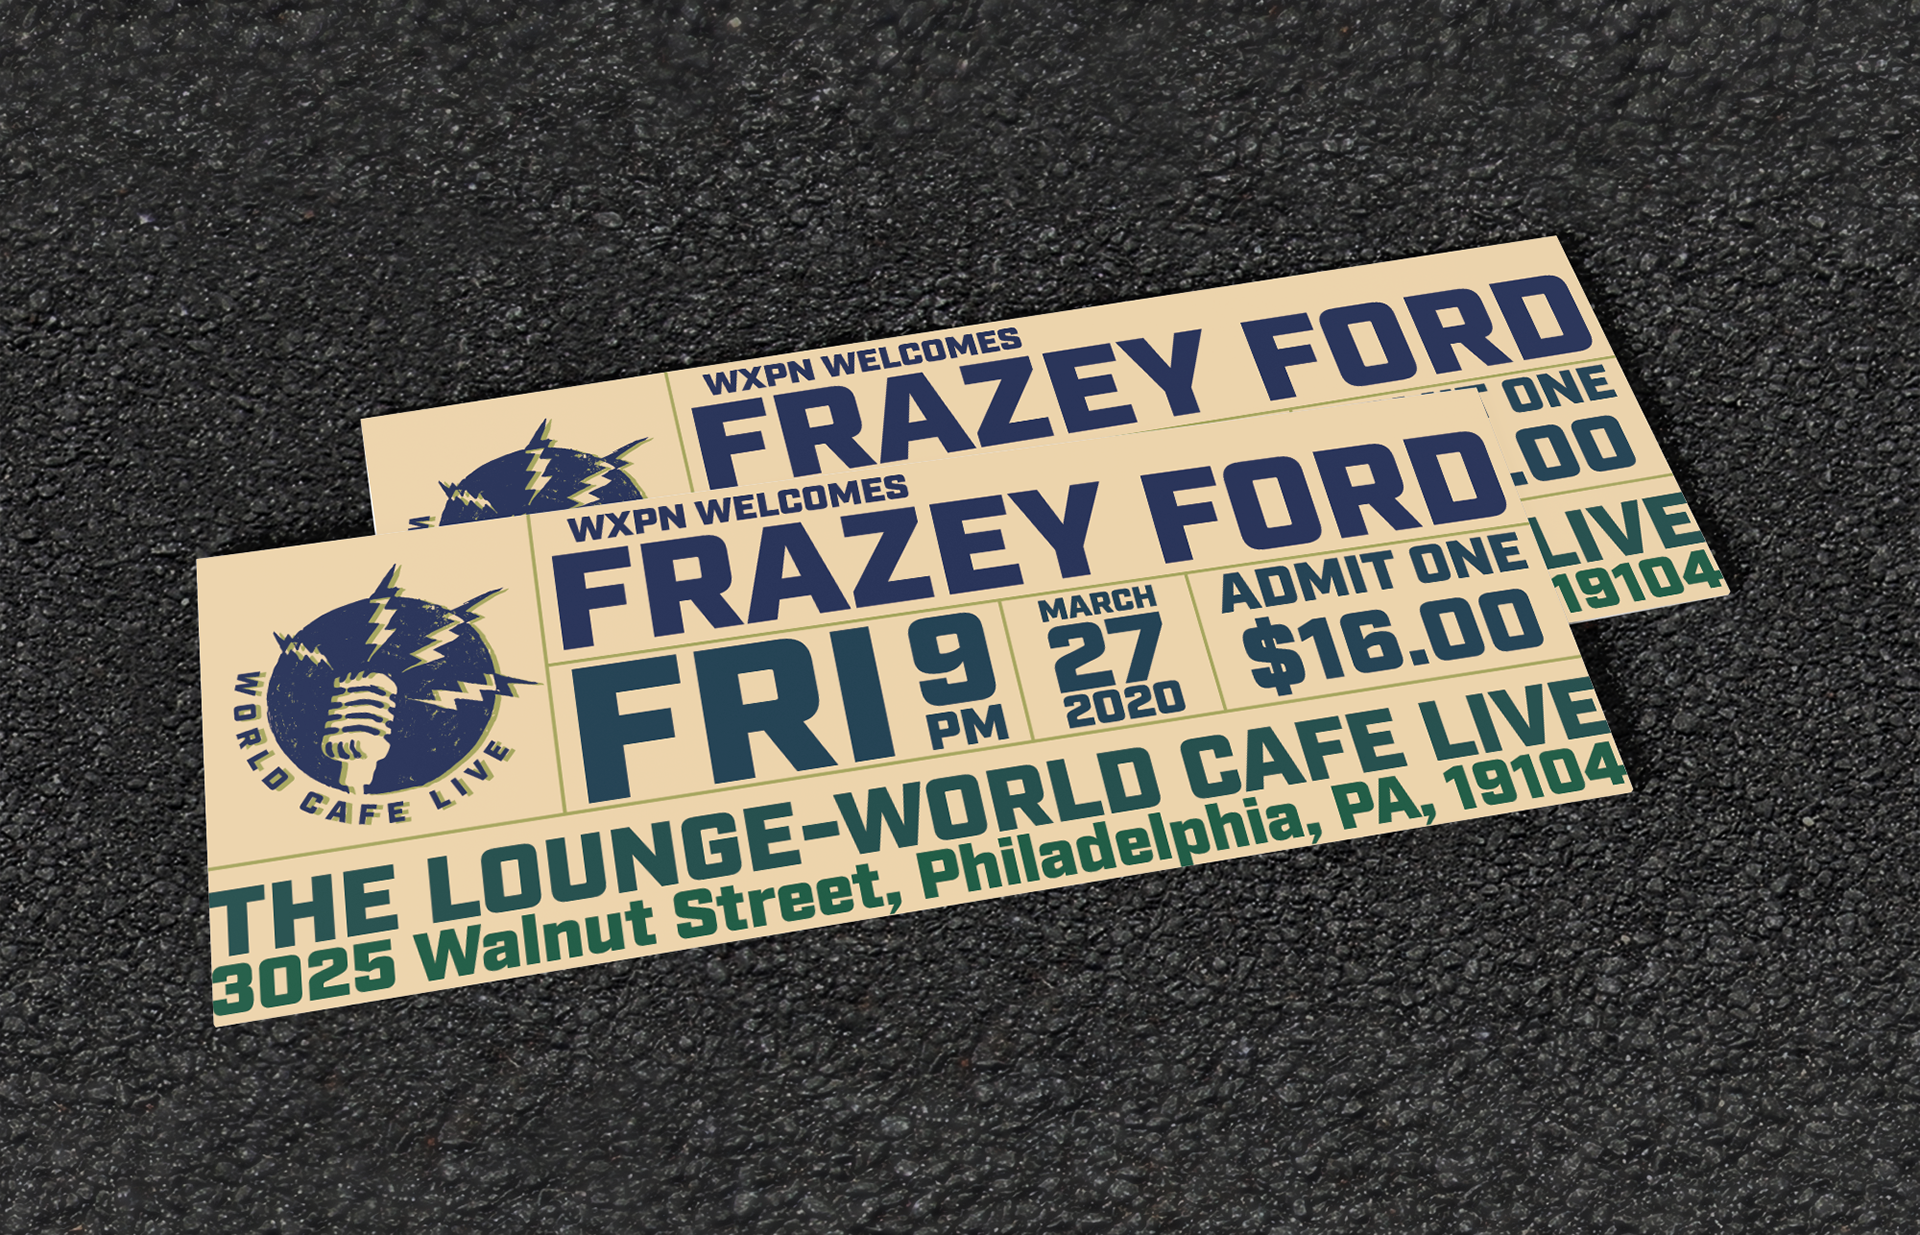 WXPN WELCOMES
FRAZEY FORD
ONE
.00
LIVE
19104
WXPN WELCOMES
FRAZEY FORD
FRI
9
PM
MARCH
27
2020
ADMIT ONE
$16.00
WORLD CAFE LIVE
THE LOUNGE-WORLD CAFE LIVE
3025 Walnut Street, Philadelphia, PA, 19104